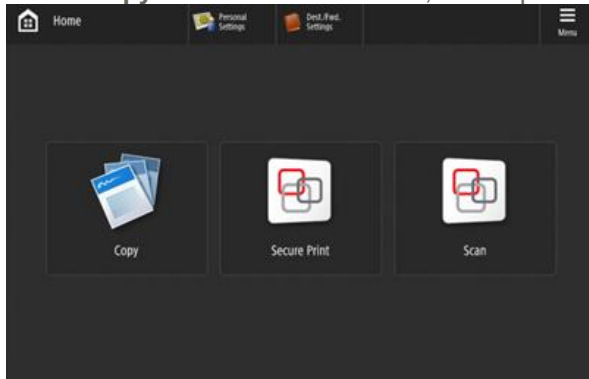 Home
Personal
Settings
Dest./Fwd.
Settings
Menu
Copy
Secure Print
Scan